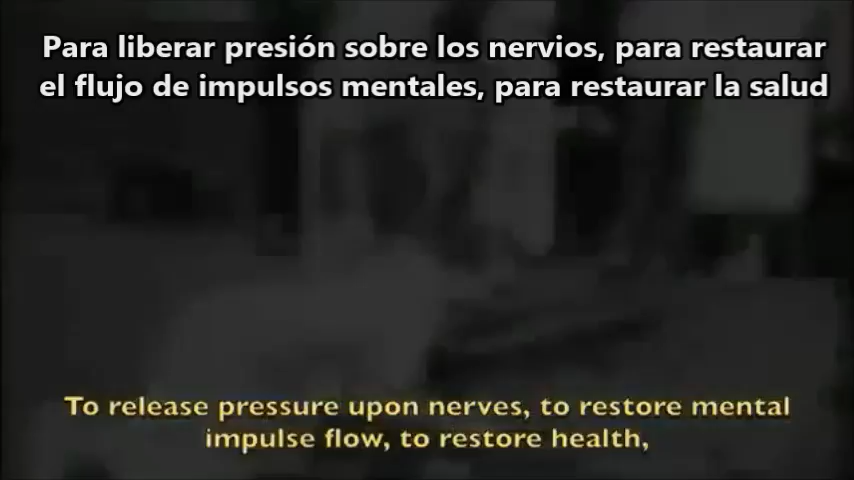 Para liberar presión sobre los nervios, para restaurar
el flujo de impulsos mentales, para restaurar la salud
To release pressure upon nerves, to restore mental
impulse flow, to restore health,